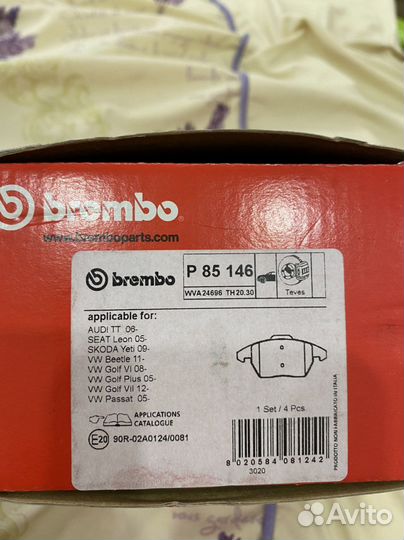 brembo
www.bremboparts.com
brembo
P 85 146
WVA 24696 TH 20.30
Teves
applicable for:
AUDI TT 06-
SEAT Leon 05-
SKODA Yeti 09-
VW Beetle 11-
VW Golf VI 08-
VW Golf Plus 05-
VW Golf VII 12-
VW Passat 05-
APPLICATIONS
CATALOGUE
E20 90R-02A0124/0081
1 Set / 4 Pcs
8 020584 081242
3020
PRODOTTO NON FABBRICATO IN ITALIA
Avito